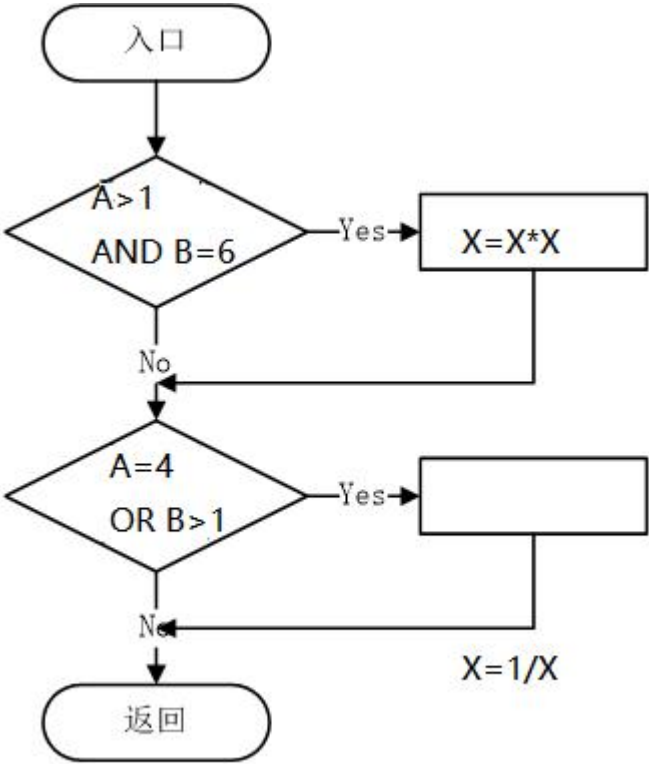 入口
A>1
AND B=6
Yes
X=X*X
No
A=4
OR B>1
Yes
No
X=1/X
返回